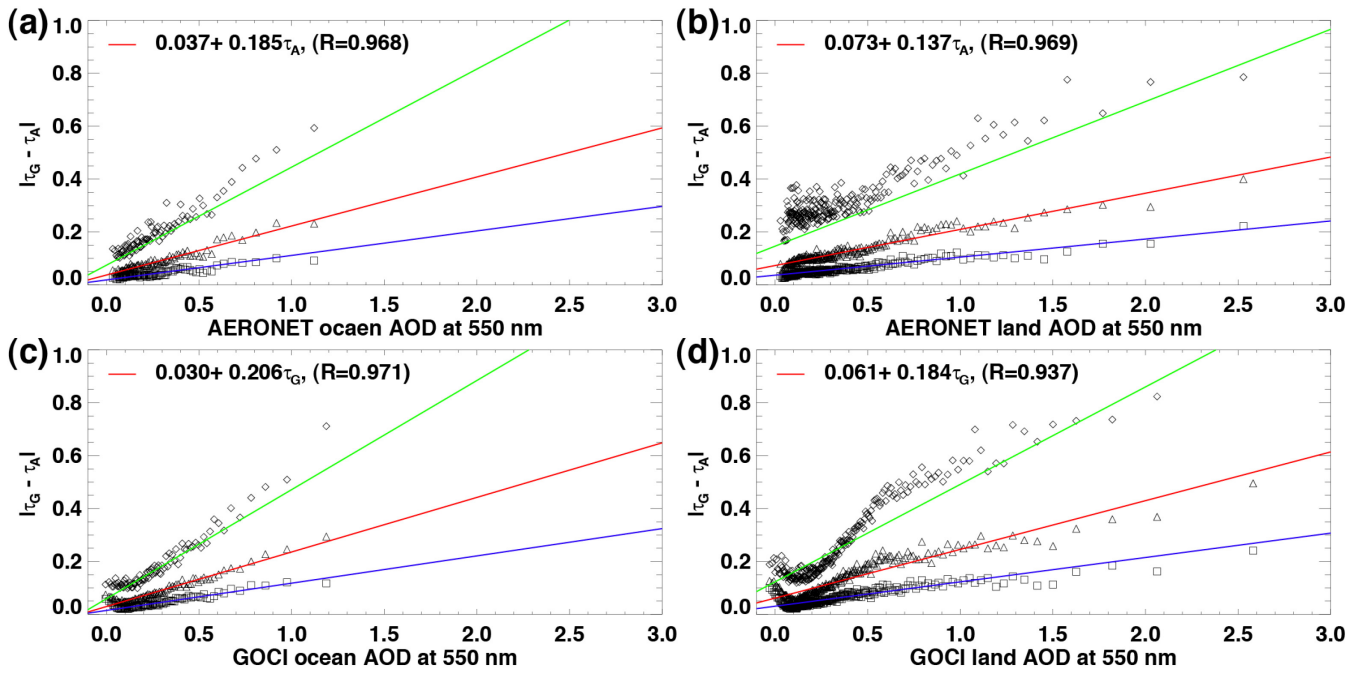 (a)
0.037+ 0.185τA, (R=0.968)
1.0
0.8
0.6
0.4
0.2
0.0
|τG - τA|
0.0 0.5 1.0 1.5 2.0 2.5 3.0
AERONET ocaen AOD at 550 nm
(b)
0.073+ 0.137τA, (R=0.969)
1.0
0.8
0.6
0.4
0.2
0.0
|τG - τA|
0.0 0.5 1.0 1.5 2.0 2.5 3.0
AERONET land AOD at 550 nm
(c)
0.030+ 0.206τG, (R=0.971)
1.0
0.8
0.6
0.4
0.2
0.0
|τG - τA|
0.0 0.5 1.0 1.5 2.0 2.5 3.0
GOCI ocean AOD at 550 nm
(d)
0.061+ 0.184τG, (R=0.937)
1.0
0.8
0.6
0.4
0.2
0.0
|τG - τA|
0.0 0.5 1.0 1.5 2.0 2.5 3.0
GOCI land AOD at 550 nm